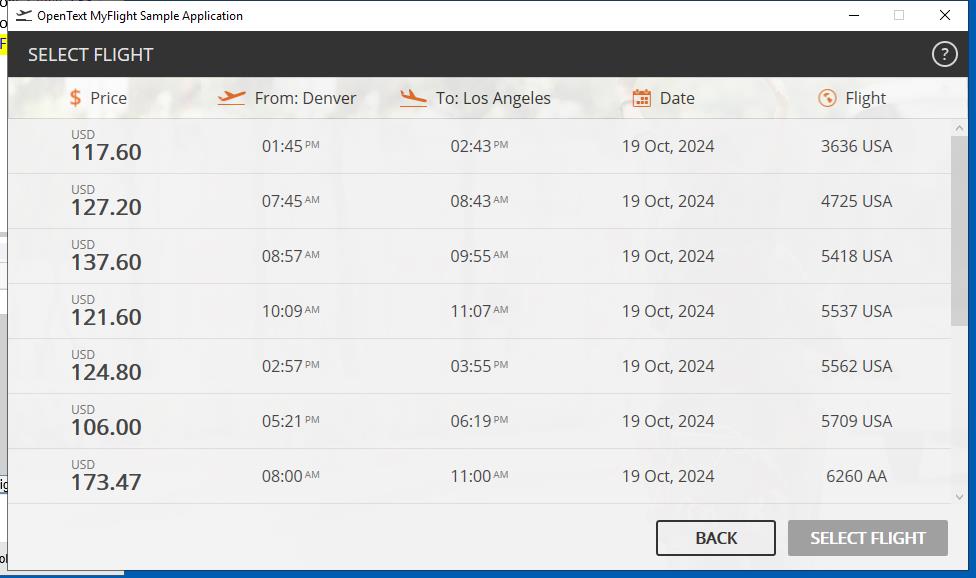 OpenText MyFlight Sample Application
SELECT FLIGHT ?
$ Price From: Denver To: Los Angeles Date Flight
USD
117.60 01:45 PM 02:43 PM 19 Oct, 2024 3636 USA
USD
127.20 07:45 AM 08:43 AM 19 Oct, 2024 4725 USA
USD
137.60 08:57 AM 09:55 AM 19 Oct, 2024 5418 USA
USD
121.60 10:09 AM 11:07 AM 19 Oct, 2024 5537 USA
USD
124.80 02:57 PM 03:55 PM 19 Oct, 2024 5562 USA
USD
106.00 05:21 PM 06:19 PM 19 Oct, 2024 5709 USA
USD
173.47 08:00 AM 11:00 AM 19 Oct, 2024 6260 AA
BACK SELECT FLIGHT